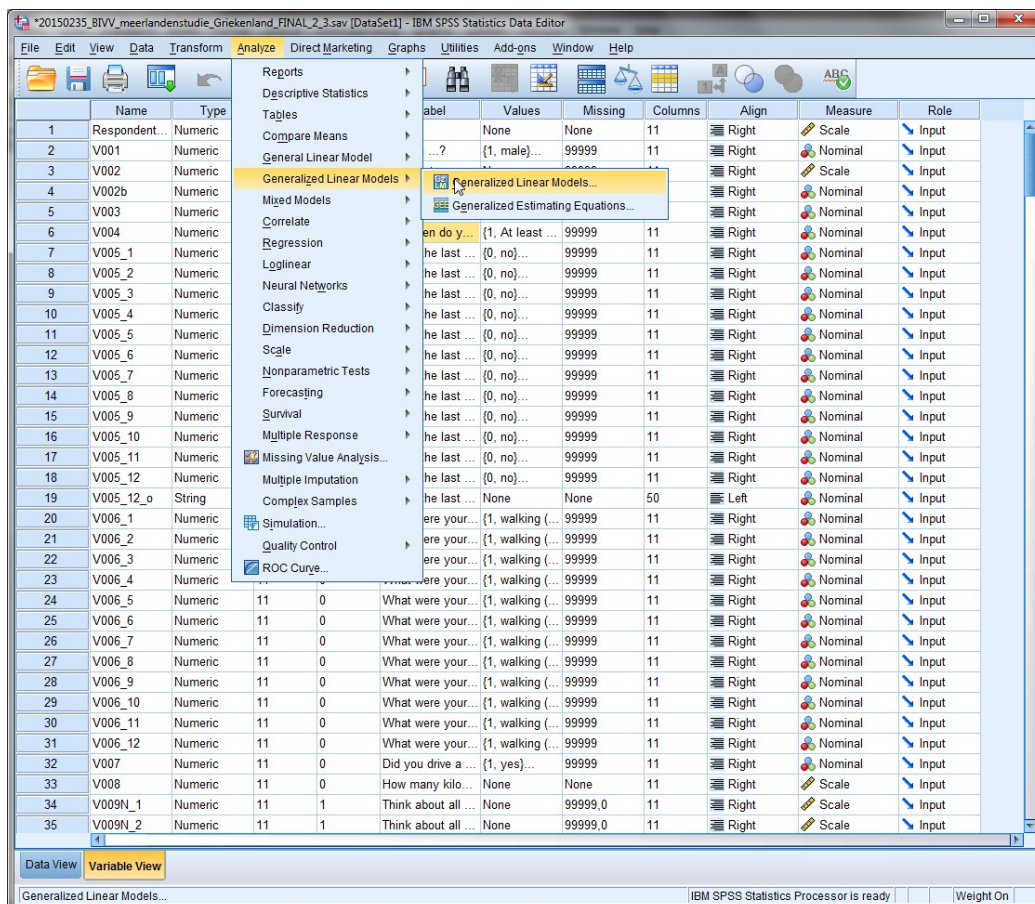 *20150235_BIVV_meerlandenstudie_Griekenland_FINAL_2_3.sav [DataSet1] - IBM SPSS Statistics Data Editor
File Edit View Data Transform Analyze Direct Marketing Graphs Utilities Add-ons Window Help
Reports
Descriptive Statistics
Tables
Compare Means
General Linear Model
Generalized Linear Models
Mixed Models
Correlate
Regression
Loglinear
Neural Networks
Classify
Dimension Reduction
Scale
Nonparametric Tests
Forecasting
Survival
Multiple Response
Missing Value Analysis...
Multiple Imputation
Complex Samples
Simulation...
Quality Control
ROC Curve...
Generalized Linear Models...
Generalized Estimating Equations...
Name Type abel Values Missing Columns Align Measure Role
1 Respondent... Numeric None None 11 Right Scale Input
2 V001 Numeric ...? {1, male}... 99999 11 Right Nominal Input
3 V002 Numeric 11 Right Scale Input
4 V002b Numeric Nominal Input
5 V003 Numeric Nominal Input
6 V004 Numeric en do y... {1, At least ... 99999 11 Right Nominal Input
7 V005_1 Numeric he last ... {0, no}... 99999 11 Right Nominal Input
8 V005_2 Numeric he last ... {0, no}... 99999 11 Right Nominal Input
9 V005_3 Numeric he last ... {0, no}... 99999 11 Right Nominal Input
10 V005_4 Numeric he last ... {0, no}... 99999 11 Right Nominal Input
11 V005_5 Numeric he last ... {0, no}... 99999 11 Right Nominal Input
12 V005_6 Numeric he last ... {0, no}... 99999 11 Right Nominal Input
13 V005_7 Numeric he last ... {0, no}... 99999 11 Right Nominal Input
14 V005_8 Numeric he last ... {0, no}... 99999 11 Right Nominal Input
15 V005_9 Numeric he last ... {0, no}... 99999 11 Right Nominal Input
16 V005_10 Numeric he last ... {0, no}... 99999 11 Right Nominal Input
17 V005_11 Numeric he last ... {0, no}... 99999 11 Right Nominal Input
18 V005_12 Numeric he last ... {0, no}... 99999 11 Right Nominal Input
19 V005_12_o String he last ... None None 50 Left Nominal Input
20 V006_1 Numeric ere your... {1, walking (... 99999 11 Right Nominal Input
21 V006_2 Numeric ere your... {1, walking (... 99999 11 Right Nominal Input
22 V006_3 Numeric ere your... {1, walking (... 99999 11 Right Nominal Input
23 V006_4 Numeric 11 0 What were your... {1, walking (... 99999 11 Right Nominal Input
24 V006_5 Numeric 11 0 What were your... {1, walking (... 99999 11 Right Nominal Input
25 V006_6 Numeric 11 0 What were your... {1, walking (... 99999 11 Right Nominal Input
26 V006_7 Numeric 11 0 What were your... {1, walking (... 99999 11 Right Nominal Input
27 V006_8 Numeric 11 0 What were your... {1, walking (... 99999 11 Right Nominal Input
28 V006_9 Numeric 11 0 What were your... {1, walking (... 99999 11 Right Nominal Input
29 V006_10 Numeric 11 0 What were your... {1, walking (... 99999 11 Right Nominal Input
30 V006_11 Numeric 11 0 What were your... {1, walking (... 99999 11 Right Nominal Input
31 V006_12 Numeric 11 0 What were your... {1, walking (... 99999 11 Right Nominal Input
32 V007 Numeric 11 0 Did you drive a ... {1, yes}... 99999 11 Right Nominal Input
33 V008 Numeric 11 0 How many kilo... None None 11 Right Scale Input
34 V009N_1 Numeric 11 1 Think about all ... None 99999,0 11 Right Scale Input
35 V009N_2 Numeric 11 1 Think about all ... None 99999,0 11 Right Scale Input
Data View Variable View
Generalized Linear Models... IBM SPSS Statistics Processor is ready Weight On